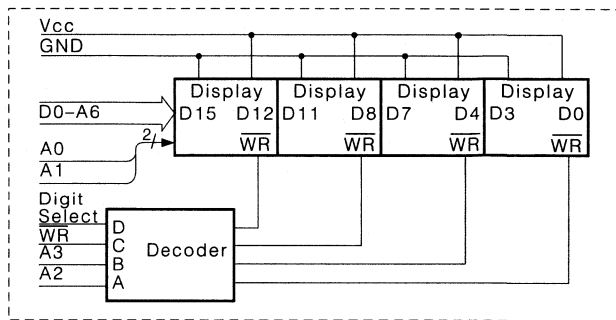 Vcc
GND
Display Display Display Display
D15 D12 D11 D8 D7 D4 D3 D0
D0-A6
WR WR WR WR
2
A0
A1
Digit
Select
WR
A3
A2
D
C
B
A
Decoder